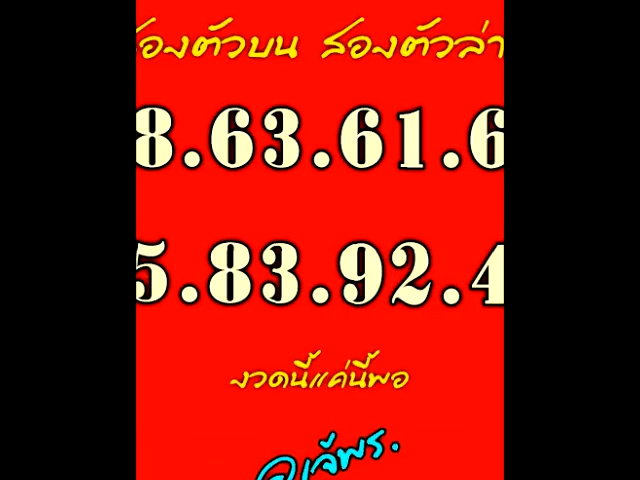 สองตัวบน สองตัวล่า
8.63.61.6
5.83.92.4
งวดนี้แค่นี้พอ
เจ๊พร.